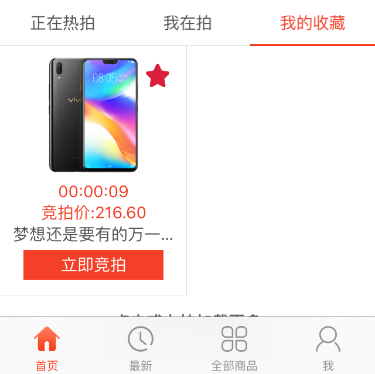 正在热拍
我在拍
我的收藏
08:05
vivo
00:00:09
竞拍价:216.60
梦想还是要有的万一...
立即竞拍
首页
最新
全部商品
我